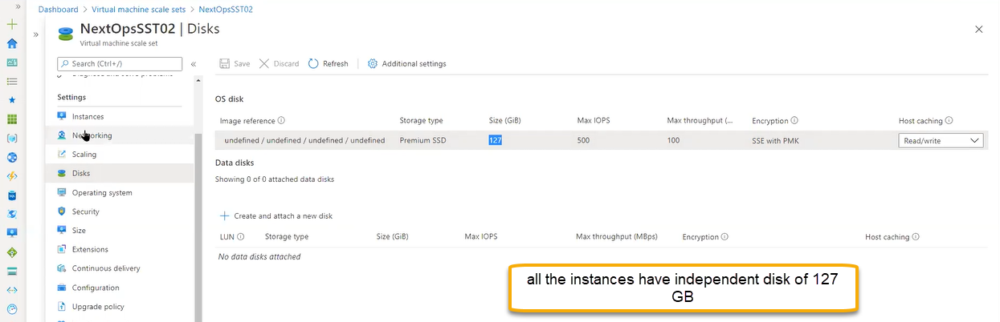 Dashboard > Virtual machine scale sets > NextOpsSST02
NextOpsSST02 | Disks
Virtual machine scale set
Search (Ctrl+/)
Save Discard Refresh Additional settings
Diagnose and solve problems
Settings
Instances
Networking
Scaling
Disks
Operating system
Security
Size
Extensions
Continuous delivery
Configuration
Upgrade policy
OS disk
Image reference Storage type Size (GiB) Max IOPS Max throughput (... Encryption Host caching
undefined / undefined / undefined / undefined Premium SSD 127 500 100 SSE with PMK Read/write
Data disks
Showing 0 of 0 attached data disks
Create and attach a new disk
LUN Storage type Size (GiB) Max IOPS Max throughput (MBps) Encryption Host caching
No data disks attached
all the instances have independent disk of 127
GB